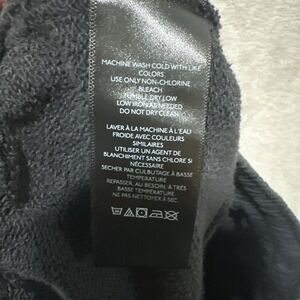 MACHINE WASH COLD WITH LIKE
COLORS
USE ONLY NON-CHLORINE
BLEACH
TUMBLE DRY LOW
LOW IRON AS NEEDED
DO NOT DRY CLEAN
LAVER À LA MACHINE À L'EAU
FROIDE AVEC COULEURS
SIMILAIRES
UTILISER UN AGENT DE
BLANCHIMENT SANS CHLORE SI
NÉCESSAIRE
SÉCHER PAR CULBUTAGE À BASSE
TEMPÉRATURE
REPASSER, AU BESOIN, À TRÈS
BASSE TEMPÉRATURE
NE PAS NETTOYER À SEC